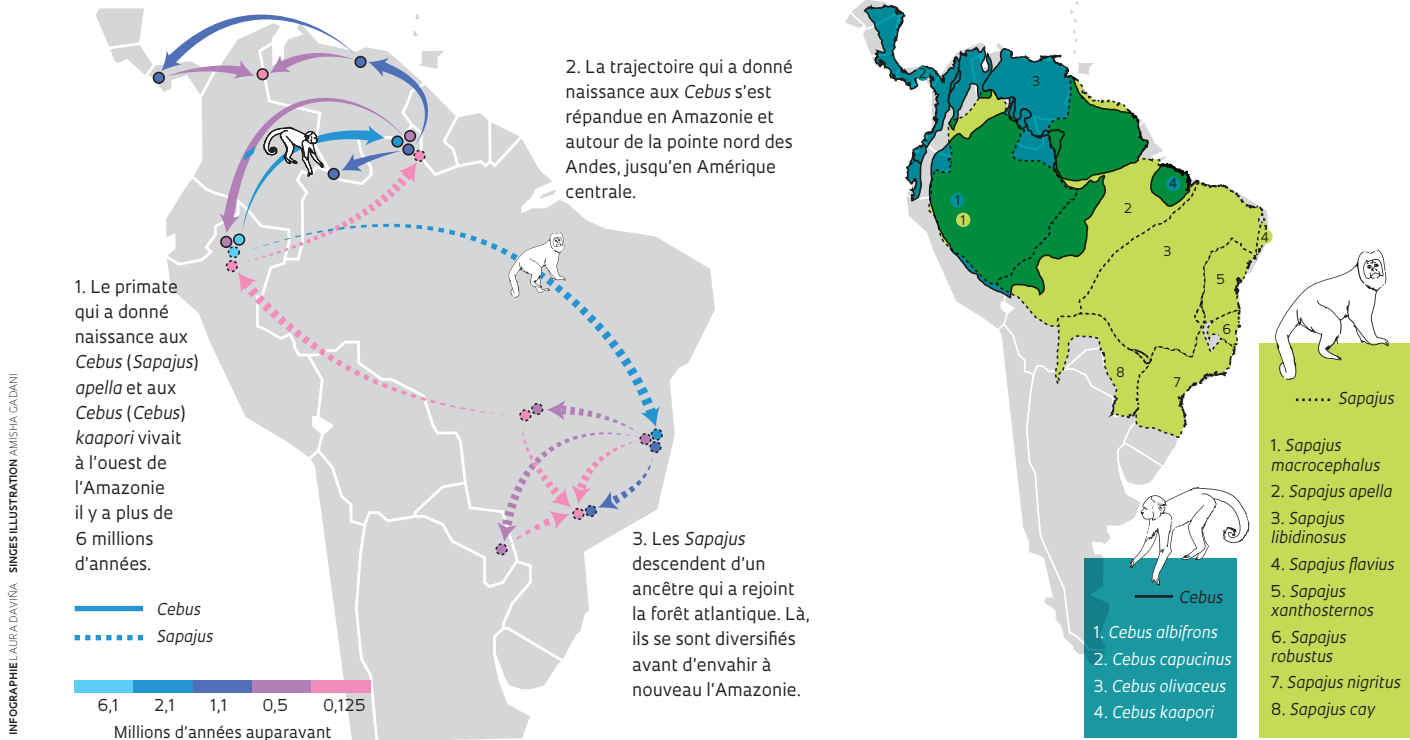 2. La trajectoire qui a donné
naissance aux Cebus s’est
répandue en Amazonie et
autour de la pointe nord des
Andes, jusqu’en Amérique
centrale.
1. Le primate
qui a donné
naissance aux
Cebus (Sapajus)
apella et aux
Cebus (Cebus)
kaapori vivait
à l’ouest de
l’Amazonie
il y a plus de
6 millions
d’années.
3. Les Sapajus
descendent d’un
ancêtre qui a rejoint
la forêt atlantique. Là,
ils se sont diversifiés
avant d’envahir à
nouveau l’Amazonie.
Cebus
Sapajus
6,1 2,1 1,1 0,5 0,125
Millions d’années auparavant
INFOGRAPHIE LAURA DAVIÑA SINGES ILLUSTRATION AMISHA GADANI
2
3
1
1
4
2
3
4
5
6
7
8
Cebus
1. Cebus albifrons
2. Cebus capucinus
3. Cebus olivaceus
4. Cebus kaapori
Sapajus
1. Sapajus
macrocephalus
2. Sapajus apella
3. Sapajus
libidinosus
4. Sapajus flavius
5. Sapajus
xanthosternos
6. Sapajus
robustus
7. Sapajus nigritus
8. Sapajus cay